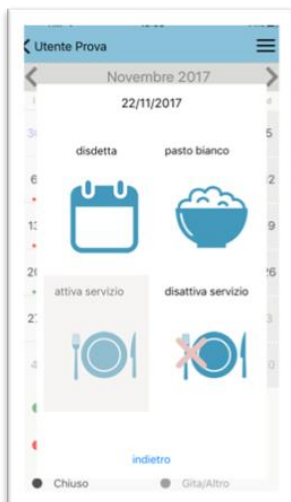 Utente Prova
Novembre 2017
22/11/2017
disdetta pasto bianco
attiva servizio disattiva servizio
indietro
Chiuso Gita/Altro